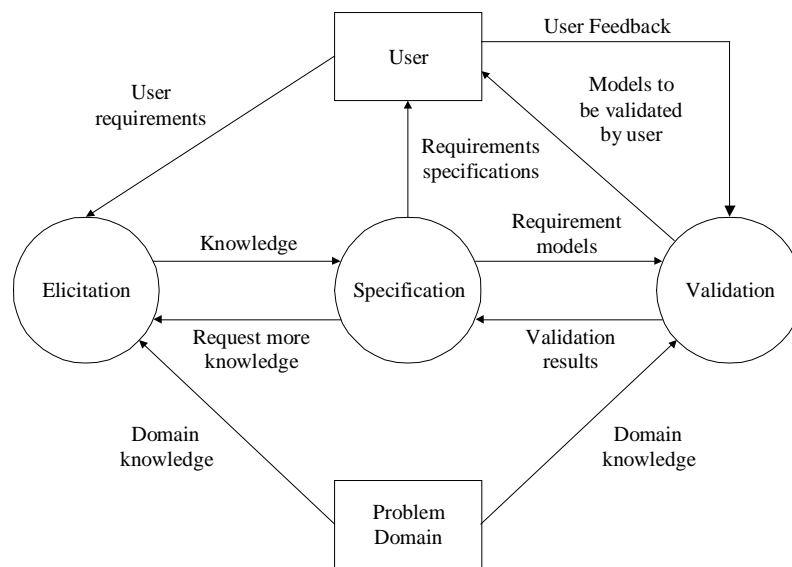 User Feedback
User
Models to
be validated
by user
User
requirements
Requirements
specifications
Knowledge
Requirement
models
Elicitation
Specification
Validation
Request more
knowledge
Validation
results
Domain
knowledge
Domain
knowledge
Problem
Domain